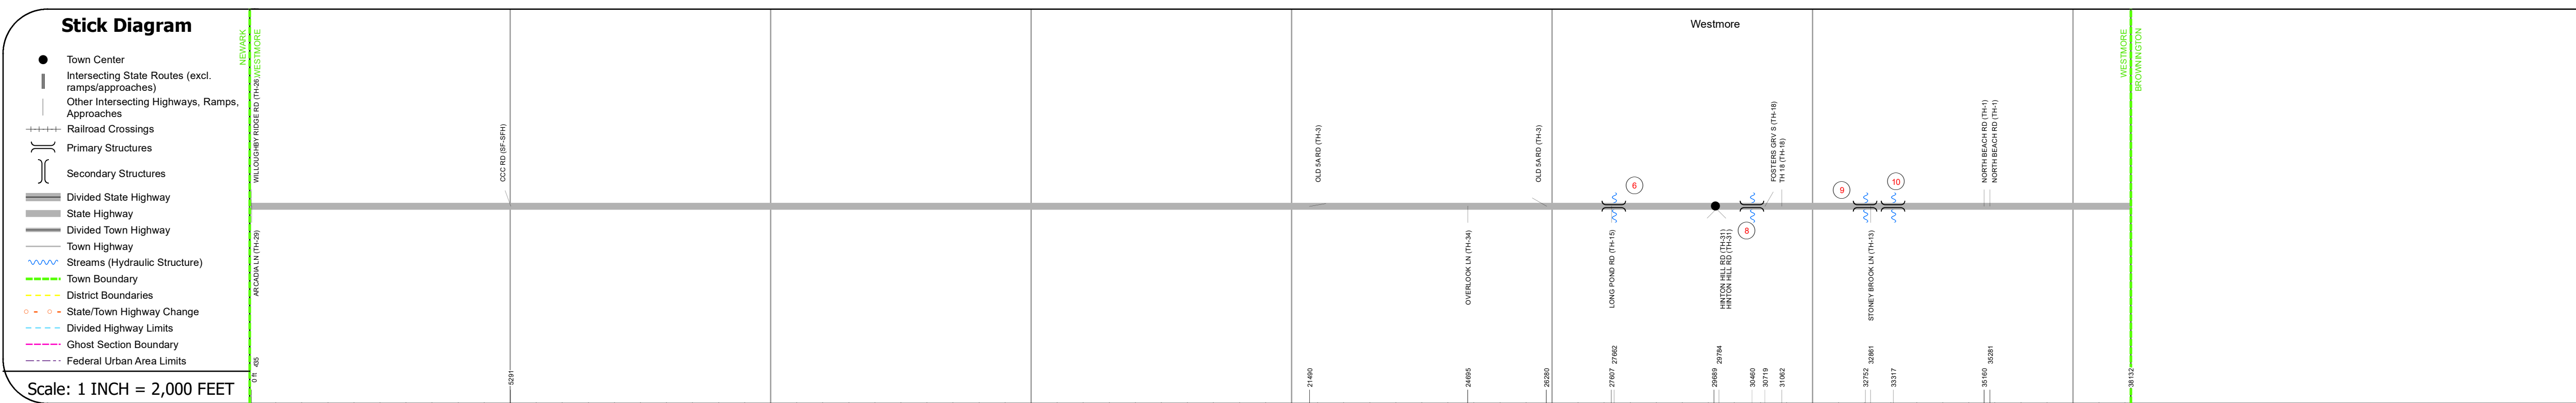 Stick Diagram
Town Center
Intersecting State Routes (excl.
ramps/approaches)
Other Intersecting Highways, Ramps,
Approaches
Railroad Crossings
Primary Structures
Secondary Structures
Divided State Highway
State Highway
Divided Town Highway
Town Highway
Streams (Hydraulic Structure)
Town Boundary
District Boundaries
State/Town Highway Change
Divided Highway Limits
Ghost Section Boundary
Federal Urban Area Limits
Scale: 1 INCH = 2,000 FEET
NEWARK
WESTMORE
WILLOUGHBY RIDGE RD (TH-26
ARCADIA LN (TH-29)
0 ft
435
CCC RD (SF-SFH)
5291
OLD 5A RD (TH-3)
21490
OVERLOOK LN (TH-34)
24695
OLD 5A RD (TH-3)
26280
6
LONG POND RD (TH-15)
27607
27662
Westmore
HINTON HILL RD (TH-31)
HINTON HILL RD (TH-31)
29689
29784
8
30460
FOSTERS GRV S (TH-18)
TH 18 (TH-18)
30719
31062
9
10
STONEY BROOK LN (TH-13)
32752
32861
33317
NORTH BEACH RD (TH-1)
NORTH BEACH RD (TH-1)
35160
35281
WESTMORE
BROWNINGTON
38132